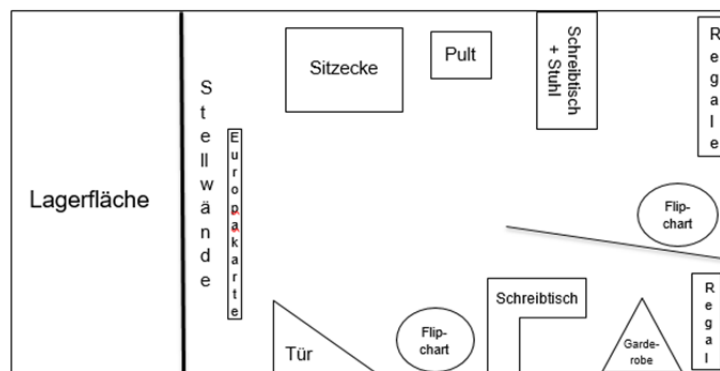 Lagerfläche
Stellwände
Europakarte
Sitzecke
Pult
Schreibtisch
+ Stuhl
Regale
Flip-
chart
Tür
Flip-
chart
Schreibtisch
Garde-
robe
Regal